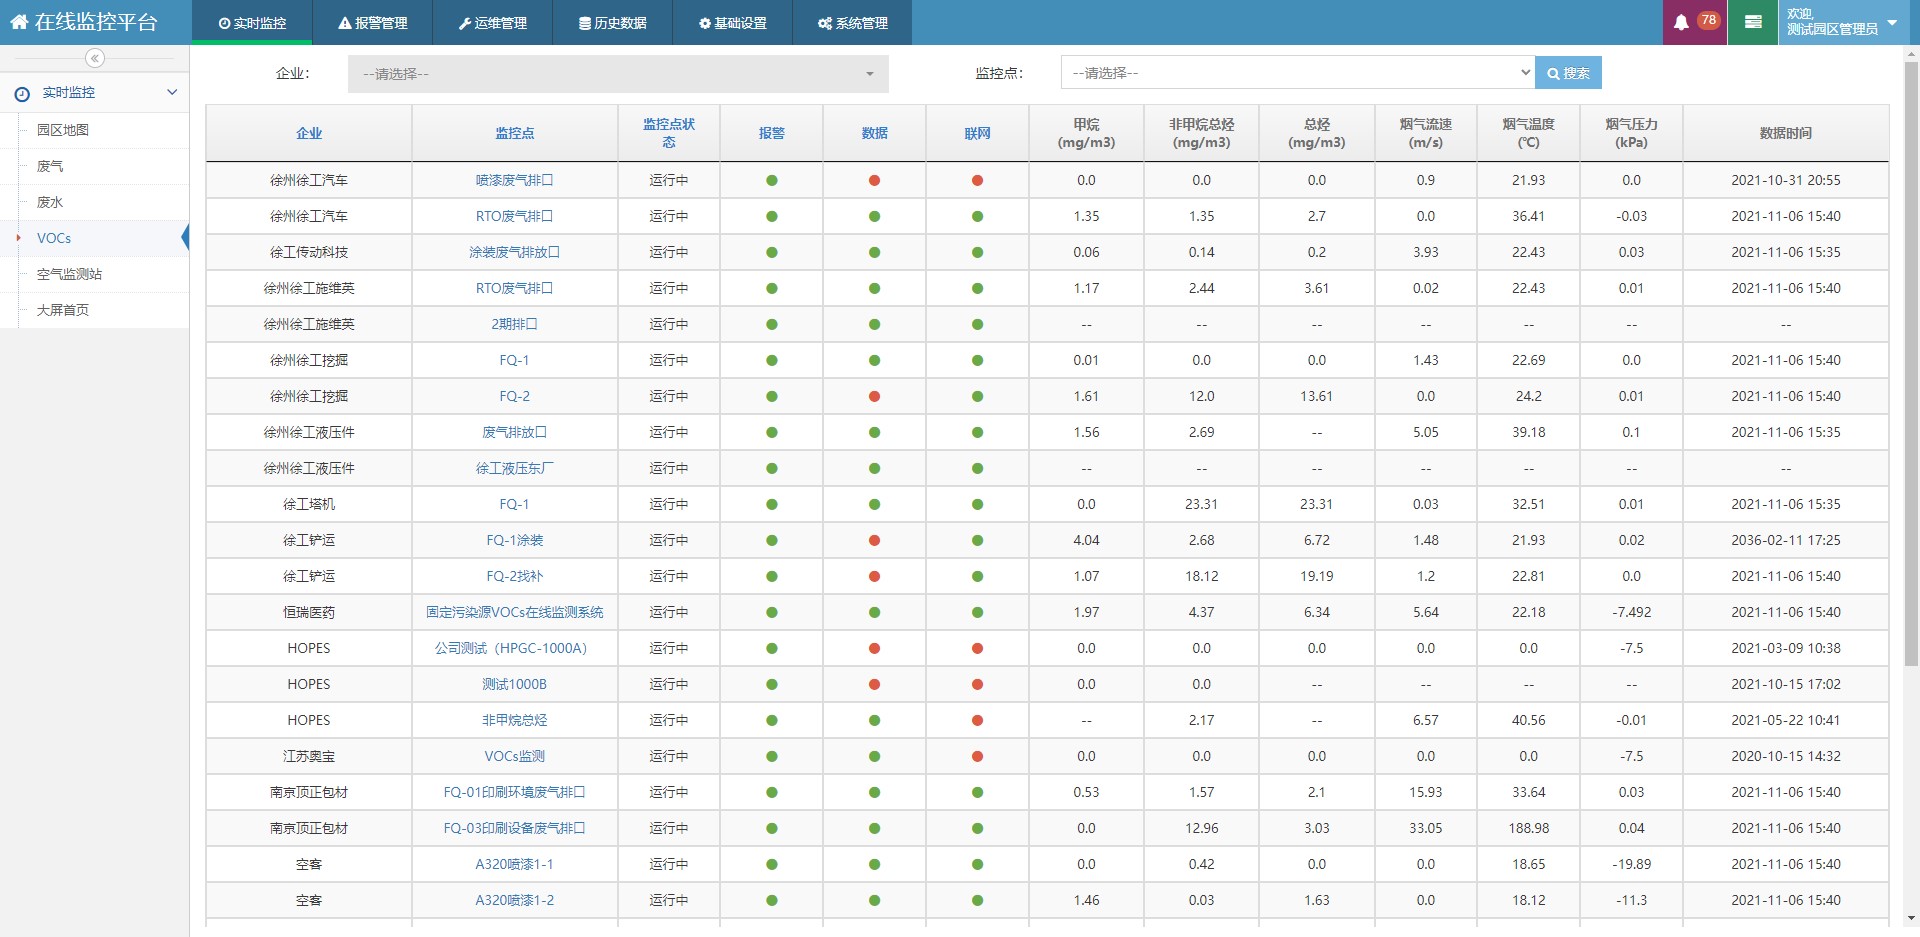 在线监控平台 实时监控 报警管理 运维管理 历史数据 基础设置 系统管理 78 欢迎,
测试园区管理员
企业： --请选择-- 监控点： --请选择-- 搜索
实时监控
园区地图
废气
废水
VOCs
空气监测站
大屏首页
企业 监控点 监控点状态 报警 数据 联网 甲烷(mg/m3) 非甲烷总烃(mg/m3) 总烃(mg/m3) 烟气流速(m/s) 烟气温度(℃) 烟气压力(kPa) 数据时间
徐州徐工汽车 喷漆废气排口 运行中 0.0 0.0 0.0 0.9 21.93 0.0 2021-10-31 20:55
徐州徐工汽车 RTO废气排口 运行中 1.35 1.35 2.7 0.0 36.41 -0.03 2021-11-06 15:40
徐工传动科技 涂装废气排放口 运行中 0.06 0.14 0.2 3.93 22.43 0.03 2021-11-06 15:35
徐州徐工施维英 RTO废气排口 运行中 1.17 2.44 3.61 0.02 22.43 0.01 2021-11-06 15:40
徐州徐工施维英 2期排口 运行中 -- -- -- -- -- -- --
徐州徐工挖掘 FQ-1 运行中 0.01 0.0 0.0 1.43 22.69 0.0 2021-11-06 15:40
徐州徐工挖掘 FQ-2 运行中 1.61 12.0 13.61 0.0 24.2 0.01 2021-11-06 15:40
徐州徐工液压件 废气排放口 运行中 1.56 2.69 -- 5.05 39.18 0.1 2021-11-06 15:35
徐州徐工液压件 徐工液压东厂 运行中 -- -- -- -- -- -- --
徐工塔机 FQ-1 运行中 0.0 23.31 23.31 0.03 32.51 0.01 2021-11-06 15:35
徐工铲运 FQ-1涂装 运行中 4.04 2.68 6.72 1.48 21.93 0.02 2036-02-11 17:25
徐工铲运 FQ-2找补 运行中 1.07 18.12 19.19 1.2 22.81 0.0 2021-11-06 15:40
恒瑞医药 固定污染源VOCs在线监测系统 运行中 1.97 4.37 6.34 5.64 22.18 -7.492 2021-11-06 15:40
HOPES 公司测试（HPGC-1000A） 运行中 0.0 0.0 0.0 0.0 0.0 -7.5 2021-03-09 10:38
HOPES 测试1000B 运行中 0.0 0.0 -- -- -- -- 2021-10-15 17:02
HOPES 非甲烷总烃 运行中 -- 2.17 -- 6.57 40.56 -0.01 2021-05-22 10:41
江苏奥宝 VOCs监测 运行中 0.0 0.0 0.0 0.0 0.0 -7.5 2020-10-15 14:32
南京顶正包材 FQ-01印刷环境废气排口 运行中 0.53 1.57 2.1 15.93 33.64 0.03 2021-11-06 15:40
南京顶正包材 FQ-03印刷设备废气排口 运行中 0.0 12.96 3.03 33.05 188.98 0.04 2021-11-06 15:40
空客 A320喷漆1-1 运行中 0.0 0.42 0.0 0.0 18.65 -19.89 2021-11-06 15:40
空客 A320喷漆1-2 运行中 1.46 0.03 1.63 0.0 18.12 -11.3 2021-11-06 15:40